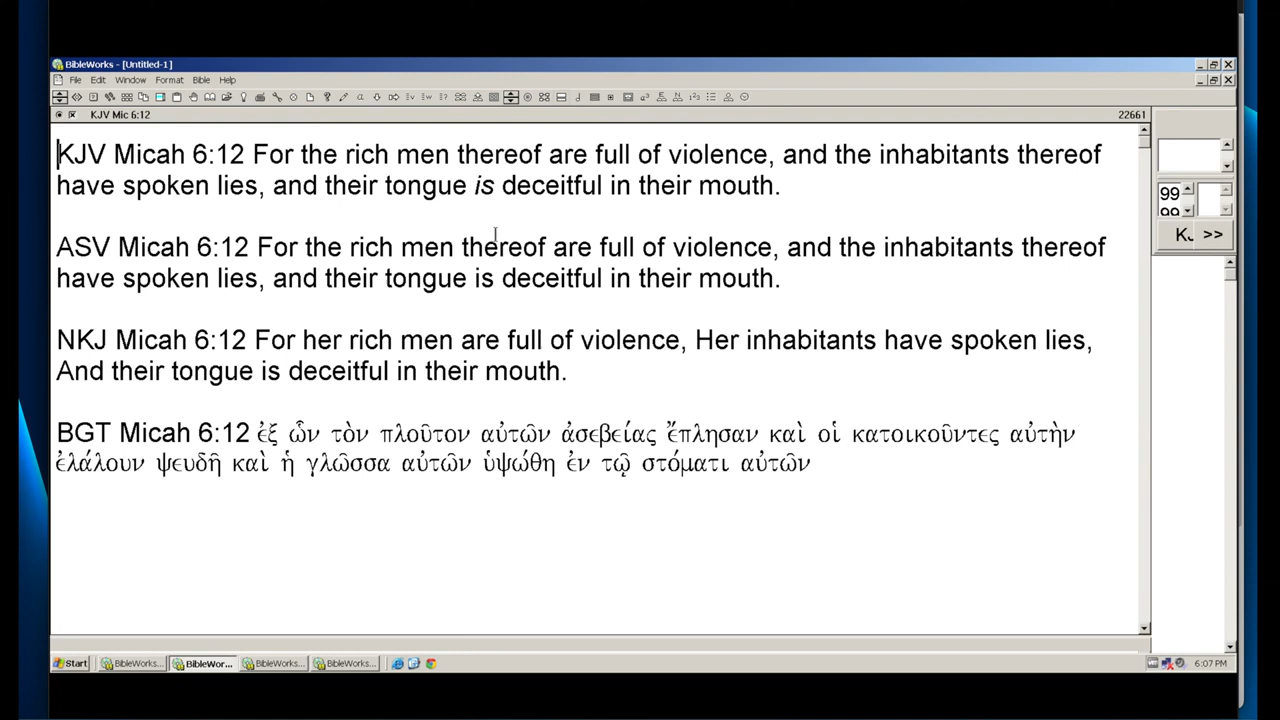 BibleWorks - [Untitled-1]
File Edit Window Format Bible Help
KJV Mic 6:12 22661
KJV Micah 6:12 For the rich men thereof are full of violence, and the inhabitants thereof
have spoken lies, and their tongue is deceitful in their mouth.
99
99
KJ >>
ASV Micah 6:12 For the rich men thereof are full of violence, and the inhabitants thereof
have spoken lies, and their tongue is deceitful in their mouth.
NKJ Micah 6:12 For her rich men are full of violence, Her inhabitants have spoken lies,
And their tongue is deceitful in their mouth.
BGT Micah 6:12 ἐξ ὧν τὸν πλοῦτον αὐτῶν ἀσεβείας ἔπλησαν καὶ οἱ κατοικοῦντες αὐτὴν
ἐλάλουν ψευδῆ καὶ ἡ γλῶσσα αὐτῶν ὑψώθη ἐν τῷ στόματι αὐτῶν
Start BibleWorks... BibleWor... BibleWorks... BibleWorks... 6:07 PM